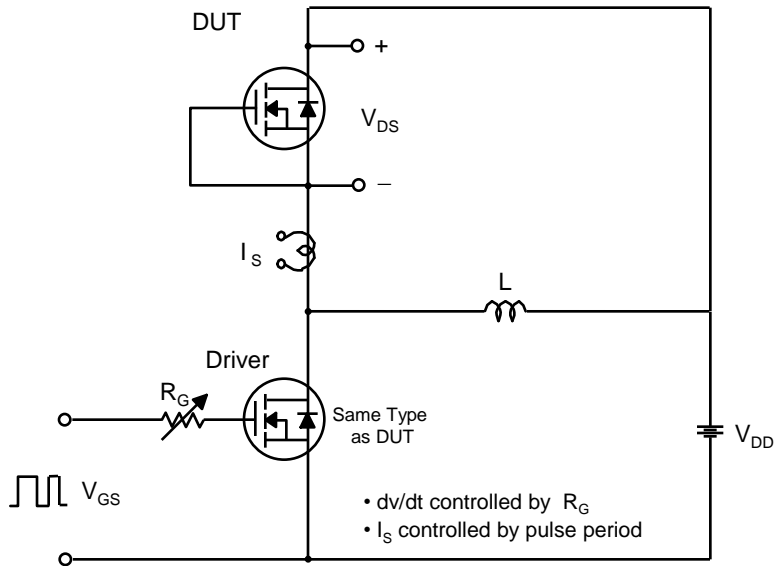 DUT
+
V_DS
−
I_S
L
Driver
R_G
Same Type
as DUT
V_DD
V_GS
• dv/dt controlled by R_G
• I_S controlled by pulse period